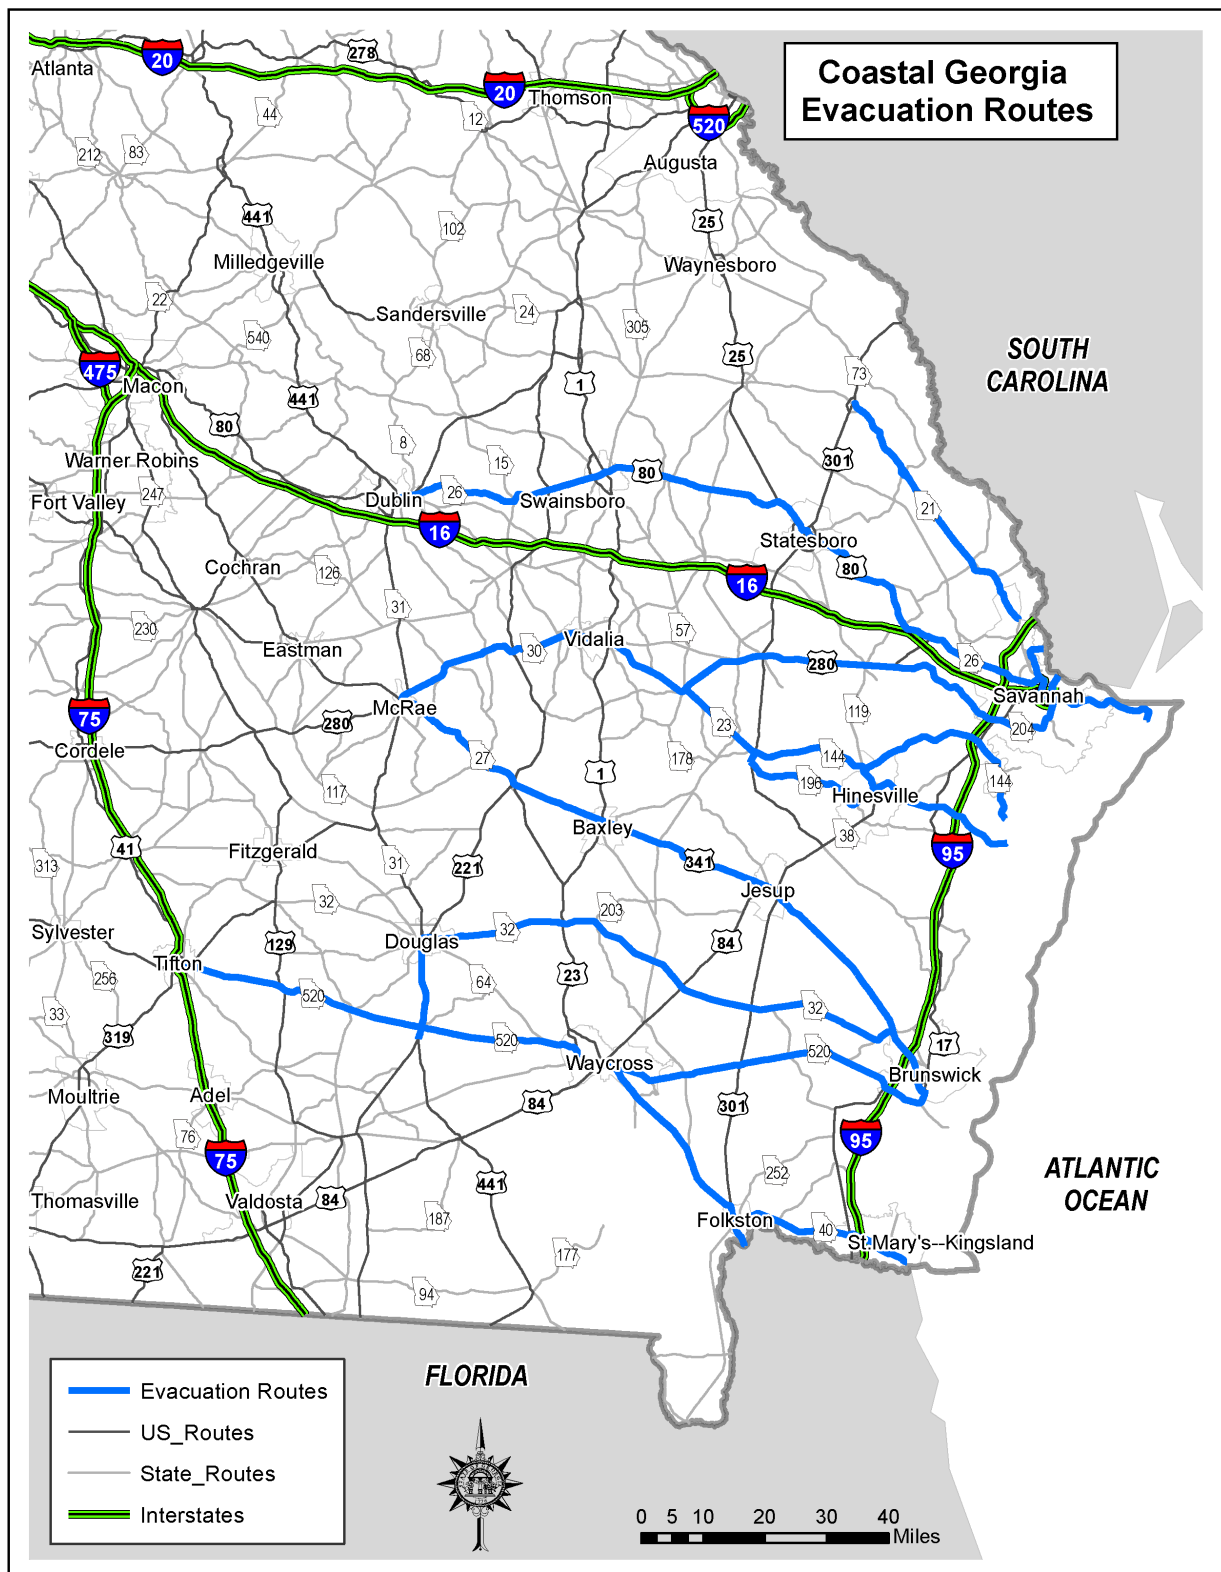 Coastal Georgia
Evacuation Routes
Atlanta
20
278
20
Thomson
520
44
12
212
83
Augusta
441
25
102
Milledgeville
Waynesboro
22
Sandersville
24
305
540
68
25
SOUTH
CAROLINA
475
Macon
1
73
441
80
8
Warner Robins
15
80
301
Fort Valley
247
Dublin
26
Swainsboro
21
16
Statesboro
Cochran
126
80
16
31
230
57
Eastman
30
Vidalia
280
26
McRae
Savannah
75
280
119
23
204
Cordele
27
178
144
1
196
144
117
Hinesville
Baxley
38
41
Fitzgerald
95
313
31
221
341
Jesup
32
203
Sylvester
32
129
Douglas
84
Tifton
256
64
23
520
33
32
319
520
17
520
Waycross
Brunswick
Moultrie
Adel
84
301
76
95
75
252
ATLANTIC
OCEAN
441
Thomasville
Valdosta
84
187
Folkston
40
St Mary's--Kingsland
177
221
94
FLORIDA
Evacuation Routes
US_Routes
State_Routes
Interstates
0 5 10 20 30 40
Miles